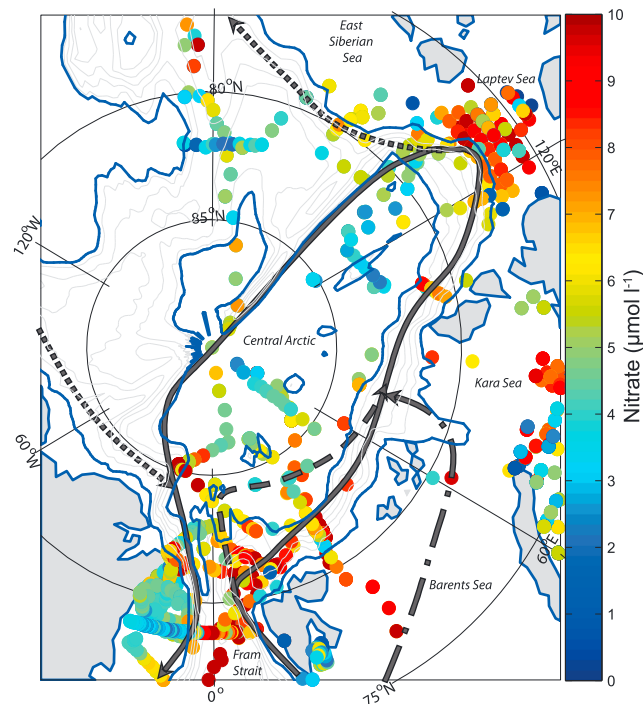 East
Siberian
Sea
Laptev Sea
80°N
120°E
85°N
120°W
Central Arctic
Kara Sea
60°W
60°E
Barents Sea
Fram
Strait
0°
75°N
10
9
8
7
6
5
4
3
2
1
0
Nitrate (μmol l⁻¹)